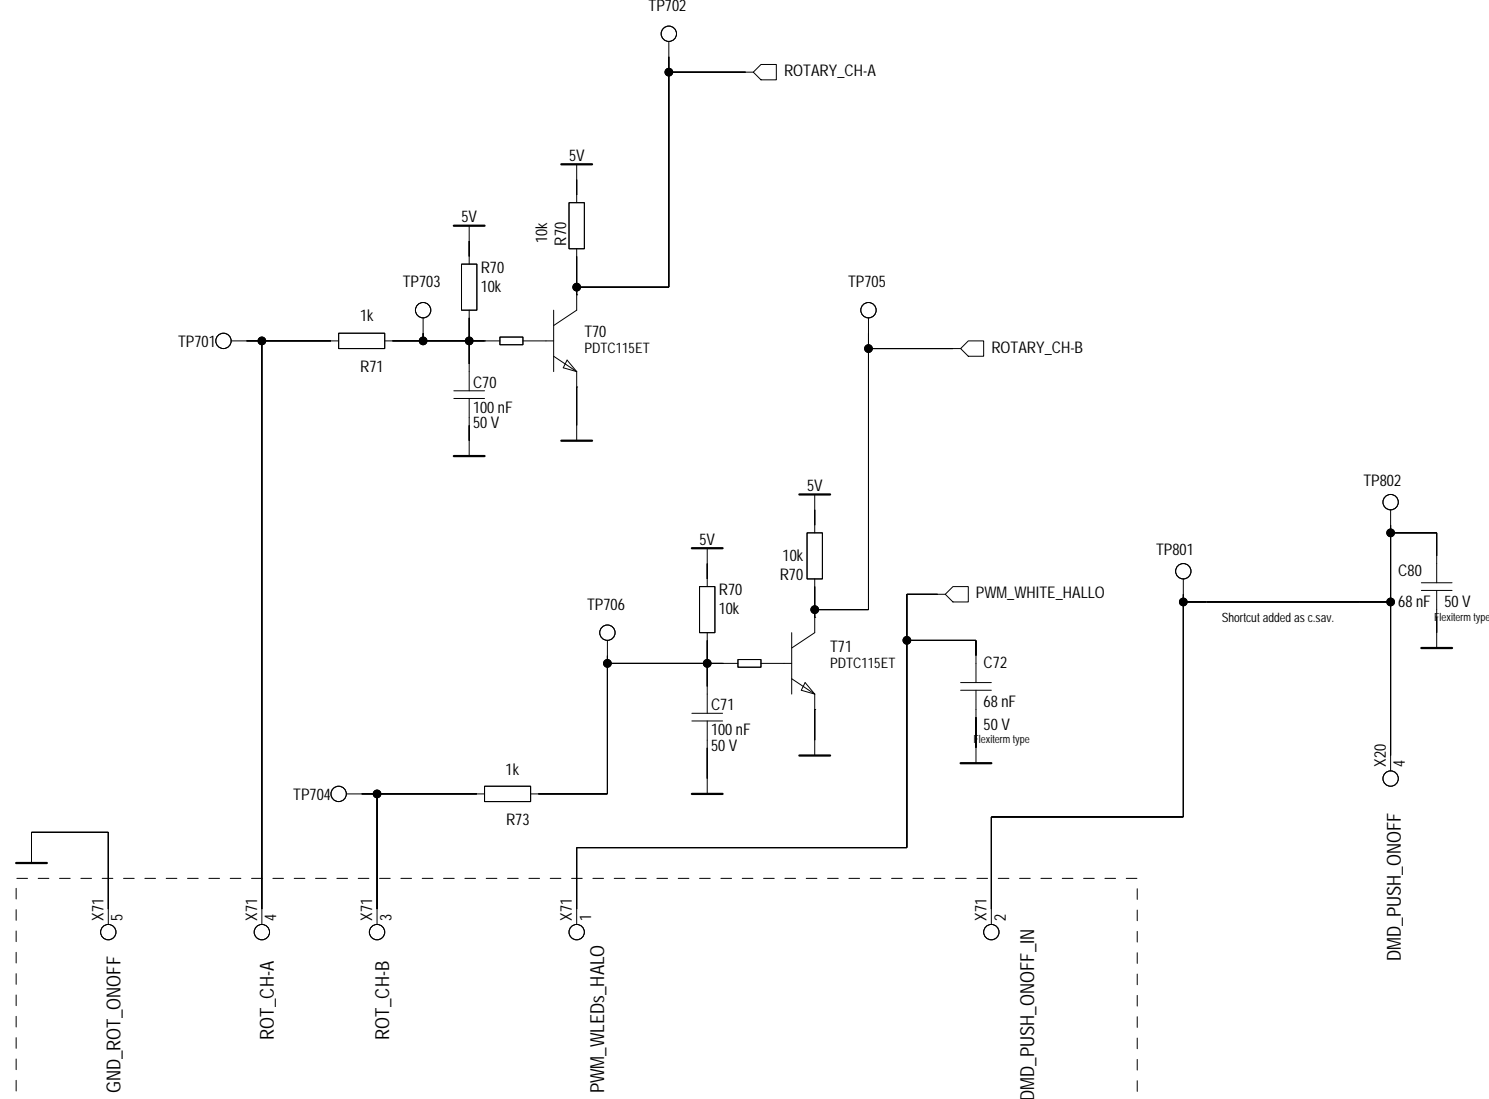 TP702
ROTARY_CH-A
5V
10k
R70
5V
R70
10k
TP703
1k
TP701
R71
T70
PDTC115ET
C70
100 nF
50 V
TP705
ROTARY_CH-B
5V
10k
R70
5V
R70
10k
TP706
T71
PDTC115ET
C71
100 nF
50 V
PWM_WHITE_HALLO
C72
68 nF
50 V
Flexiterm type
TP802
TP801
C80
68 nF 50 V
Flexiterm type
Shortcut added as c.sav.
1k
TP704
R73
X20
4
DMD_PUSH_ONOFF
X71
5
GND_ROT_ONOFF
X71
4
ROT_CH-A
X71
3
ROT_CH-B
X71
1
PWM_WLEDs_HALO
X71
2
DMD_PUSH_ONOFF_IN